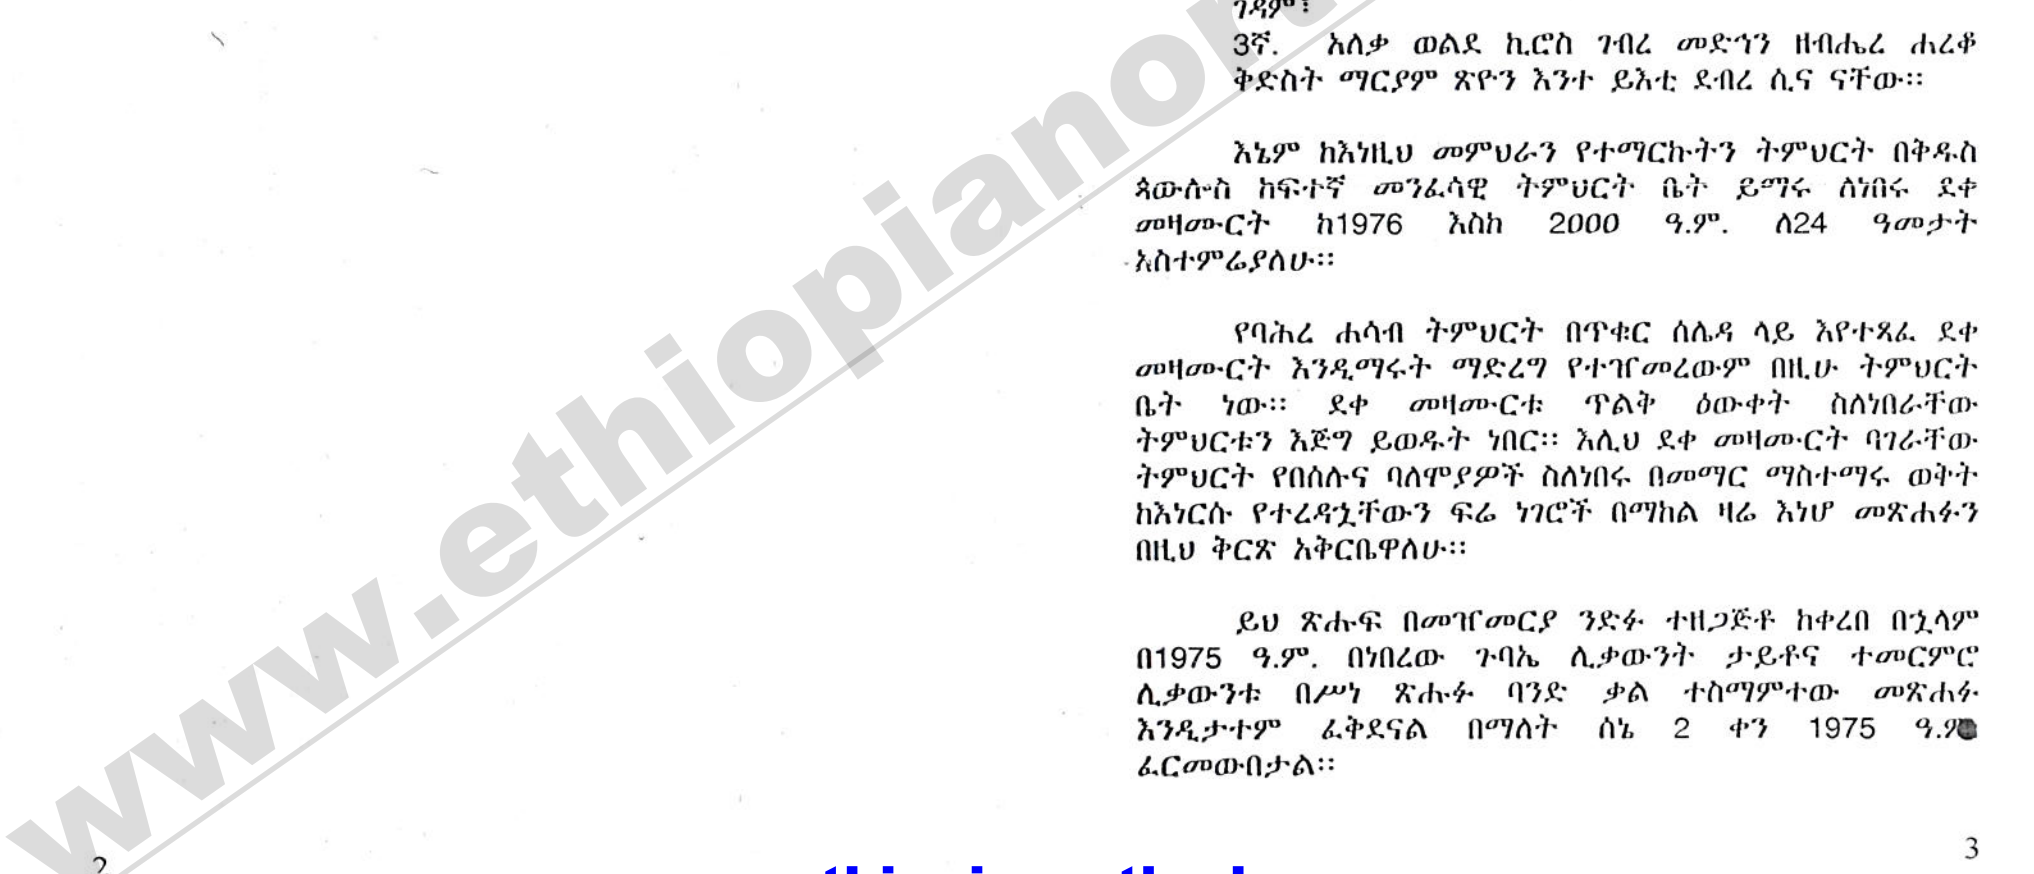 ገዳም፤
3ኛ. አለቃ ወልደ ኪሮስ ገብረ መድኅን ዘብሔረ ሐረቆ
ቅድስት ማርያም ጽዮን እንተ ይእቲ ደብረ ሲና ናቸው።
እኔም ከእነዚህ መምህራን የተማርኩትን ትምህርት በቅዱስ
ጳውሎስ ከፍተኛ መንፈሳዊ ትምህርት ቤት ይማሩ ለነበሩ ደቀ
መዛሙርት ከ1976 እስከ 2000 ዓ.ም. ለ24 ዓመታት
አስተምሬያለሁ።
የባሕረ ሐሳብ ትምህርት በጥቁር ሰሌዳ ላይ እየተጻፈ ደቀ
መዛሙርት እንዲማሩት ማድረግ የተገመረውም በዚሁ ትምህርት
ቤት ነው። ደቀ መዛሙርቱ ጥልቅ ዕውቀት ስለነበራቸው
ትምህርቱን እጅግ ይወዱት ነበር። እሊህ ደቀ መዛሙርት ባገራቸው
ትምህርት የበሰሉና ባለሞያዎች ስለነበሩ በመማር ማስተማሩ ወቅት
ከእነርሱ የተረዳኋቸውን ፍሬ ነገሮች በማከል ዛሬ እነሆ መጽሐፉን
በዚህ ቅርጽ አቅርቤዋለሁ።
ይህ ጽሑፍ በመዠመርያ ንድፉ ተዘጋጅቶ ከቀረበ በኋላም
በ1975 ዓ.ም. በነበረው ጉባኤ ሊቃውንት ታይቶና ተመርምሮ
ሊቃውንቱ በሥነ ጽሑፉ ባንድ ቃል ተስማምተው መጽሐፉ
እንዲታተም ፈቅደናል በማለት ሰኔ 2 ቀን 1975 ዓ.ም
ፈርመውበታል።
2
3
www.ethiopianor